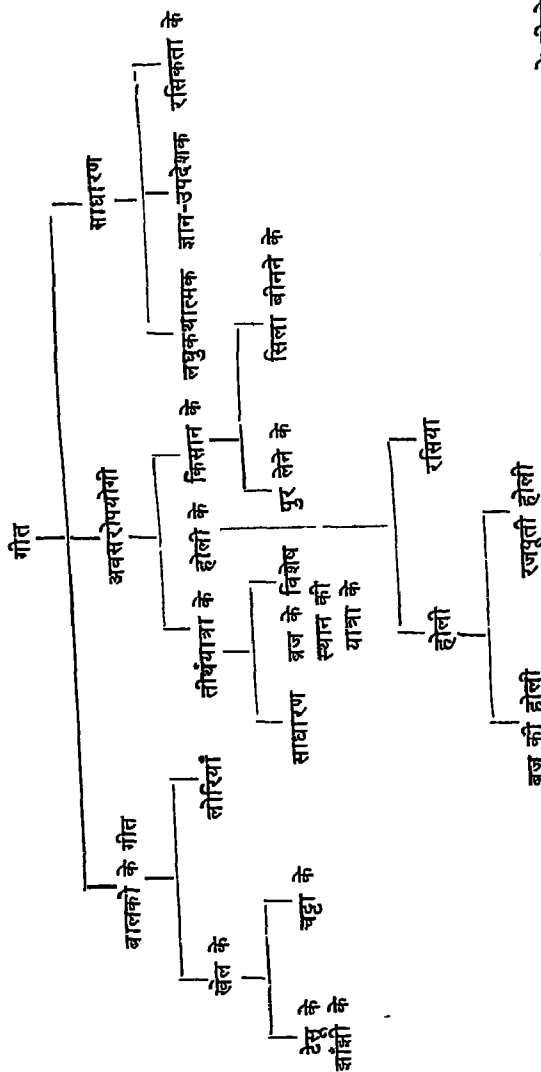 गीत
बालकों के गीत
अवसरोपयोगी
साधारण
खेल के
लोरियाँ
तीर्थयात्रा के
होली के
किसान के
लघुकथात्मक
ज्ञान-उपदेशक
रसिकता के
टेसू के
झांझी के
चट्टा के
साधारण
ब्रज के विशेष
स्थान की
यात्रा के
पुर लेने के
सिला बीनने के
होली
रसिया
ब्रज की होली
रजपूती होली